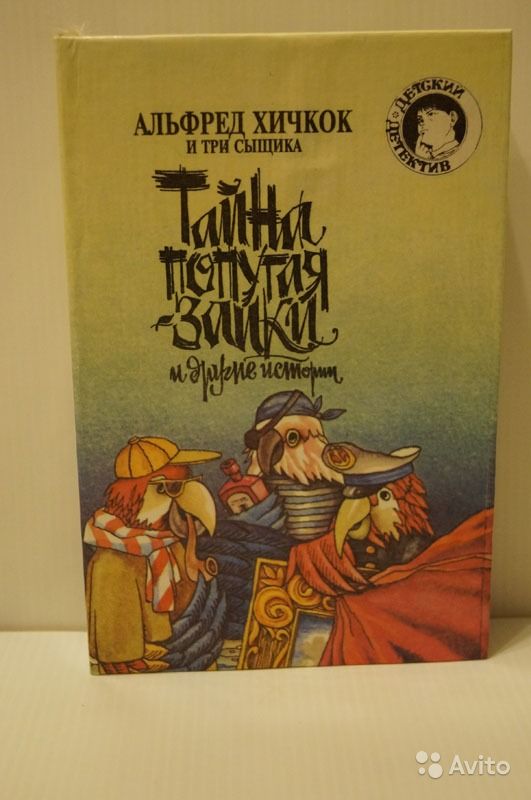 АЛЬФРЕД ХИЧКОК
И ТРИ СЫЩИКА
ДЕТСКИЙ
ДЕТЕКТИВ
ТАЙНА
ПОПУГАЯ
-ЗАИКИ
и другие истории
Avito